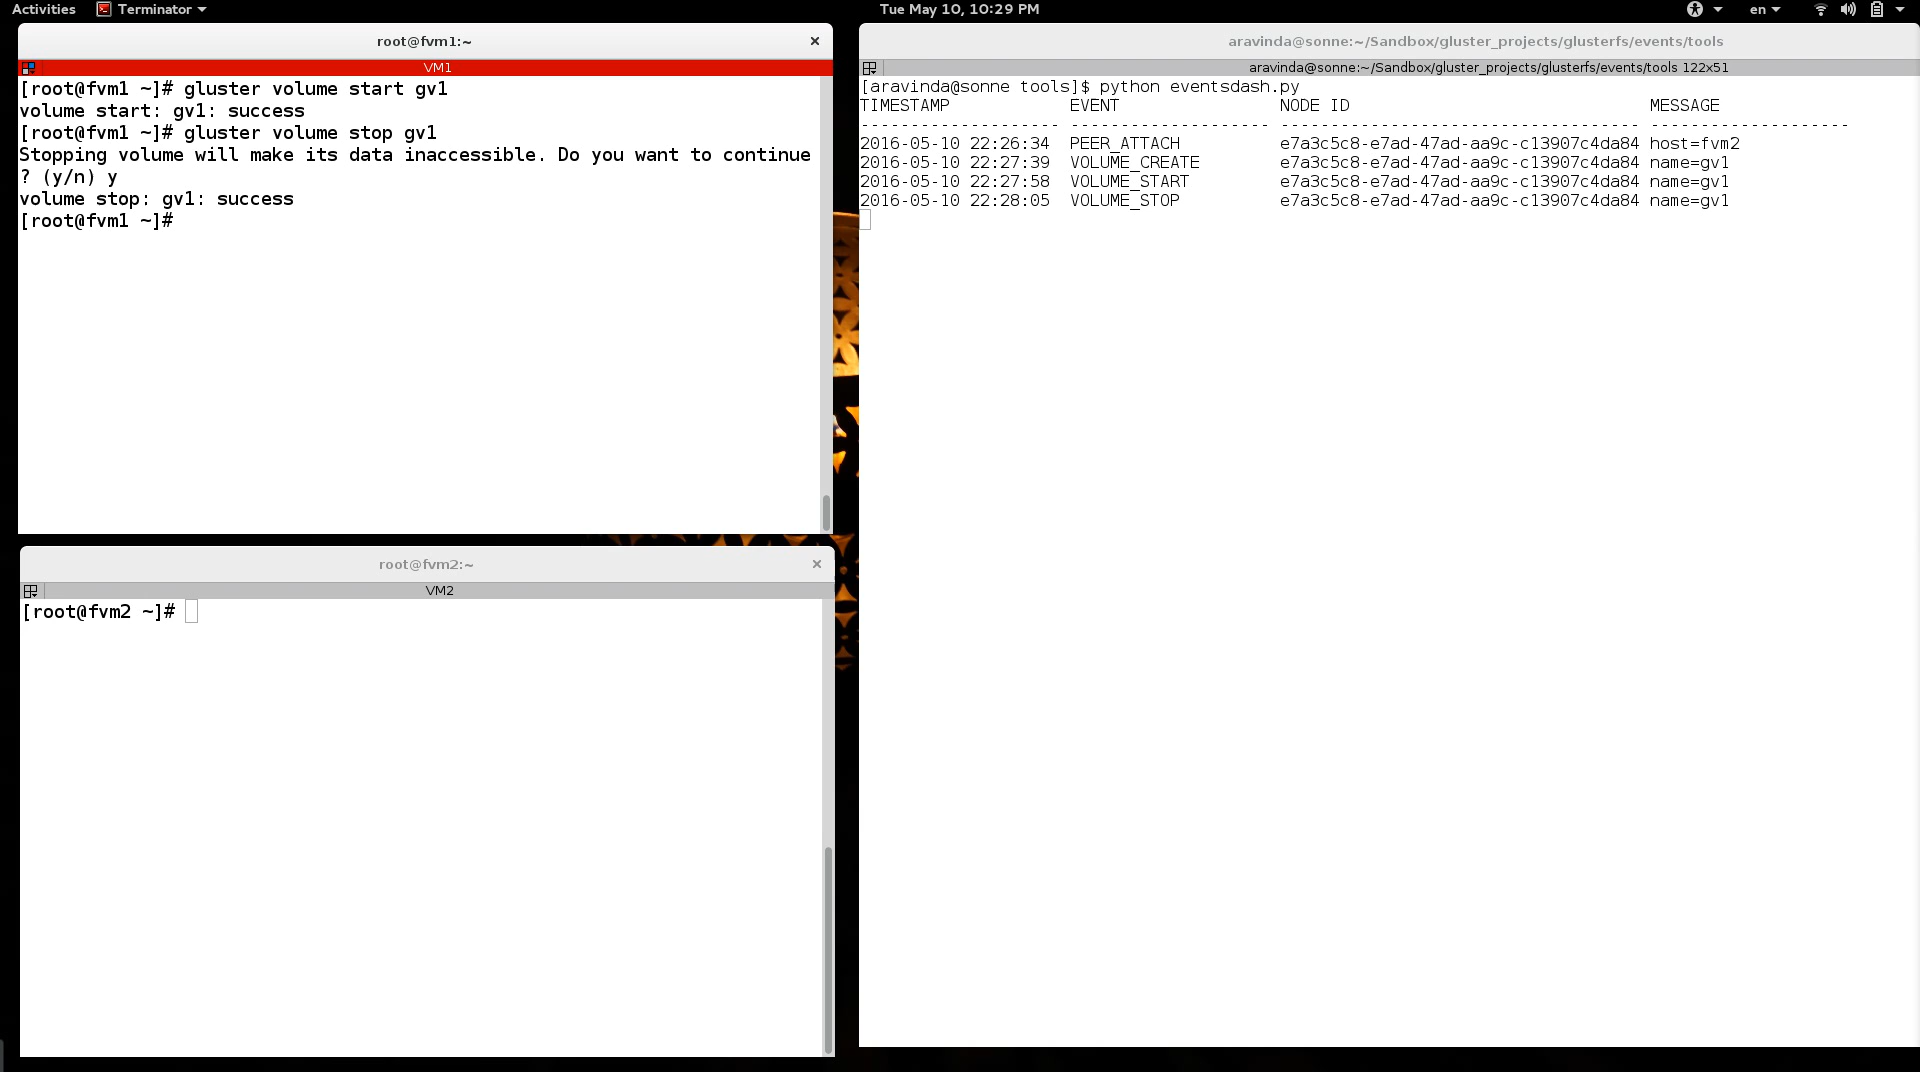 Activities Terminator Tue May 10, 10:29 PM en
root@fvm1:~
VM1
[root@fvm1 ~]# gluster volume start gv1
volume start: gv1: success
[root@fvm1 ~]# gluster volume stop gv1
Stopping volume will make its data inaccessible. Do you want to continue
? (y/n) y
volume stop: gv1: success
[root@fvm1 ~]#
root@fvm2:~
VM2
[root@fvm2 ~]#
aravinda@sonne:~/Sandbox/gluster_projects/glusterfs/events/tools
aravinda@sonne:~/Sandbox/gluster_projects/glusterfs/events/tools 122x51
[aravinda@sonne tools]$ python eventsdash.py
TIMESTAMP EVENT NODE ID MESSAGE
-------------------- -------------------- ------------------------------------ --------------------
2016-05-10 22:26:34 PEER_ATTACH e7a3c5c8-e7ad-47ad-aa9c-c13907c4da84 host=fvm2
2016-05-10 22:27:39 VOLUME_CREATE e7a3c5c8-e7ad-47ad-aa9c-c13907c4da84 name=gv1
2016-05-10 22:27:58 VOLUME_START e7a3c5c8-e7ad-47ad-aa9c-c13907c4da84 name=gv1
2016-05-10 22:28:05 VOLUME_STOP e7a3c5c8-e7ad-47ad-aa9c-c13907c4da84 name=gv1